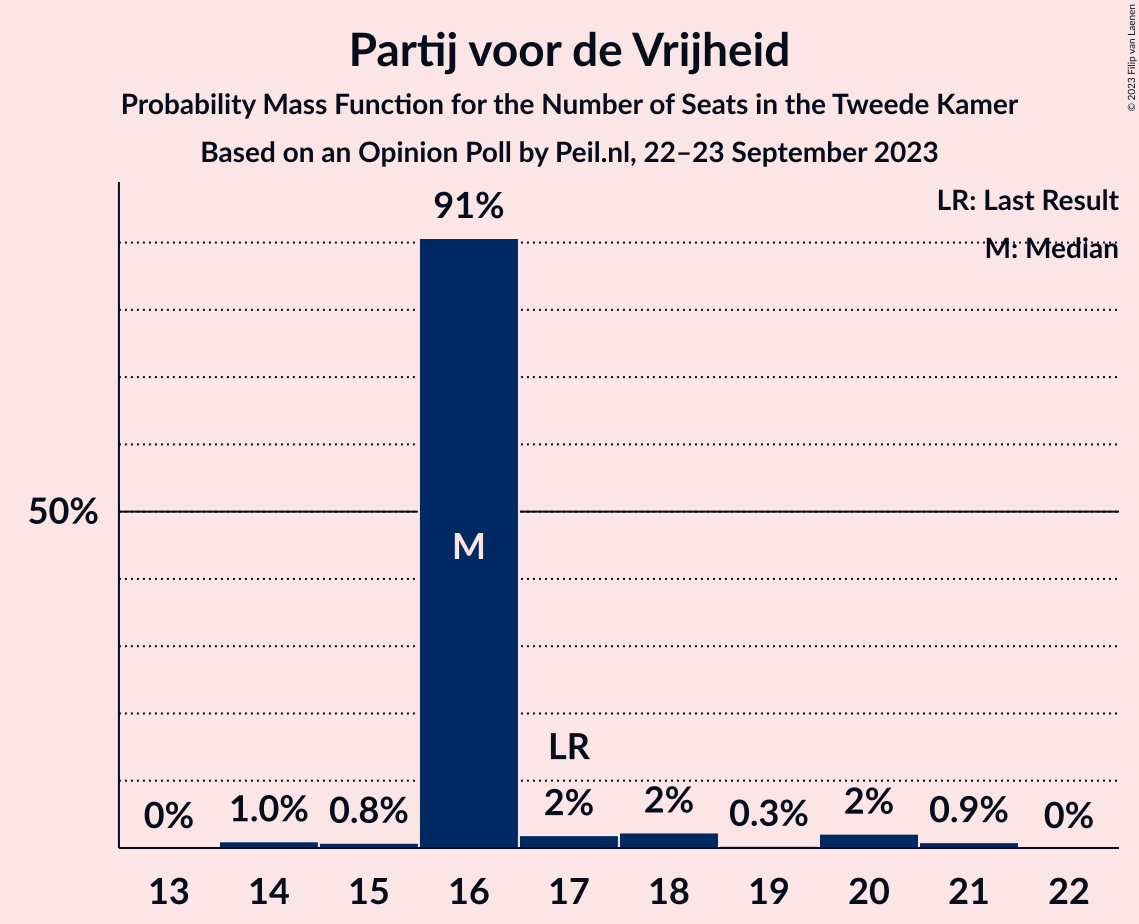 Partij voor de Vrijheid
Probability Mass Function for the Number of Seats in the Tweede Kamer
Based on an Opinion Poll by Peil.nl, 22–23 September 2023
© 2023 Filip van Laenen
LR: Last Result
M: Median
91%
50%
M
LR
0%
1.0%
0.8%
2%
2%
0.3%
2%
0.9%
0%
13
14
15
16
17
18
19
20
21
22